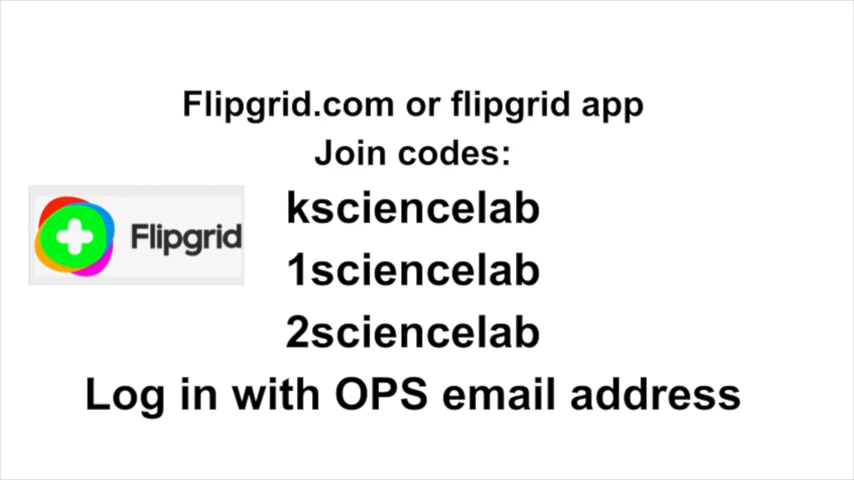 Flipgrid.com or flipgrid app
Join codes:
ksciencelab
Flipgrid
1sciencelab
2sciencelab
Log in with OPS email address